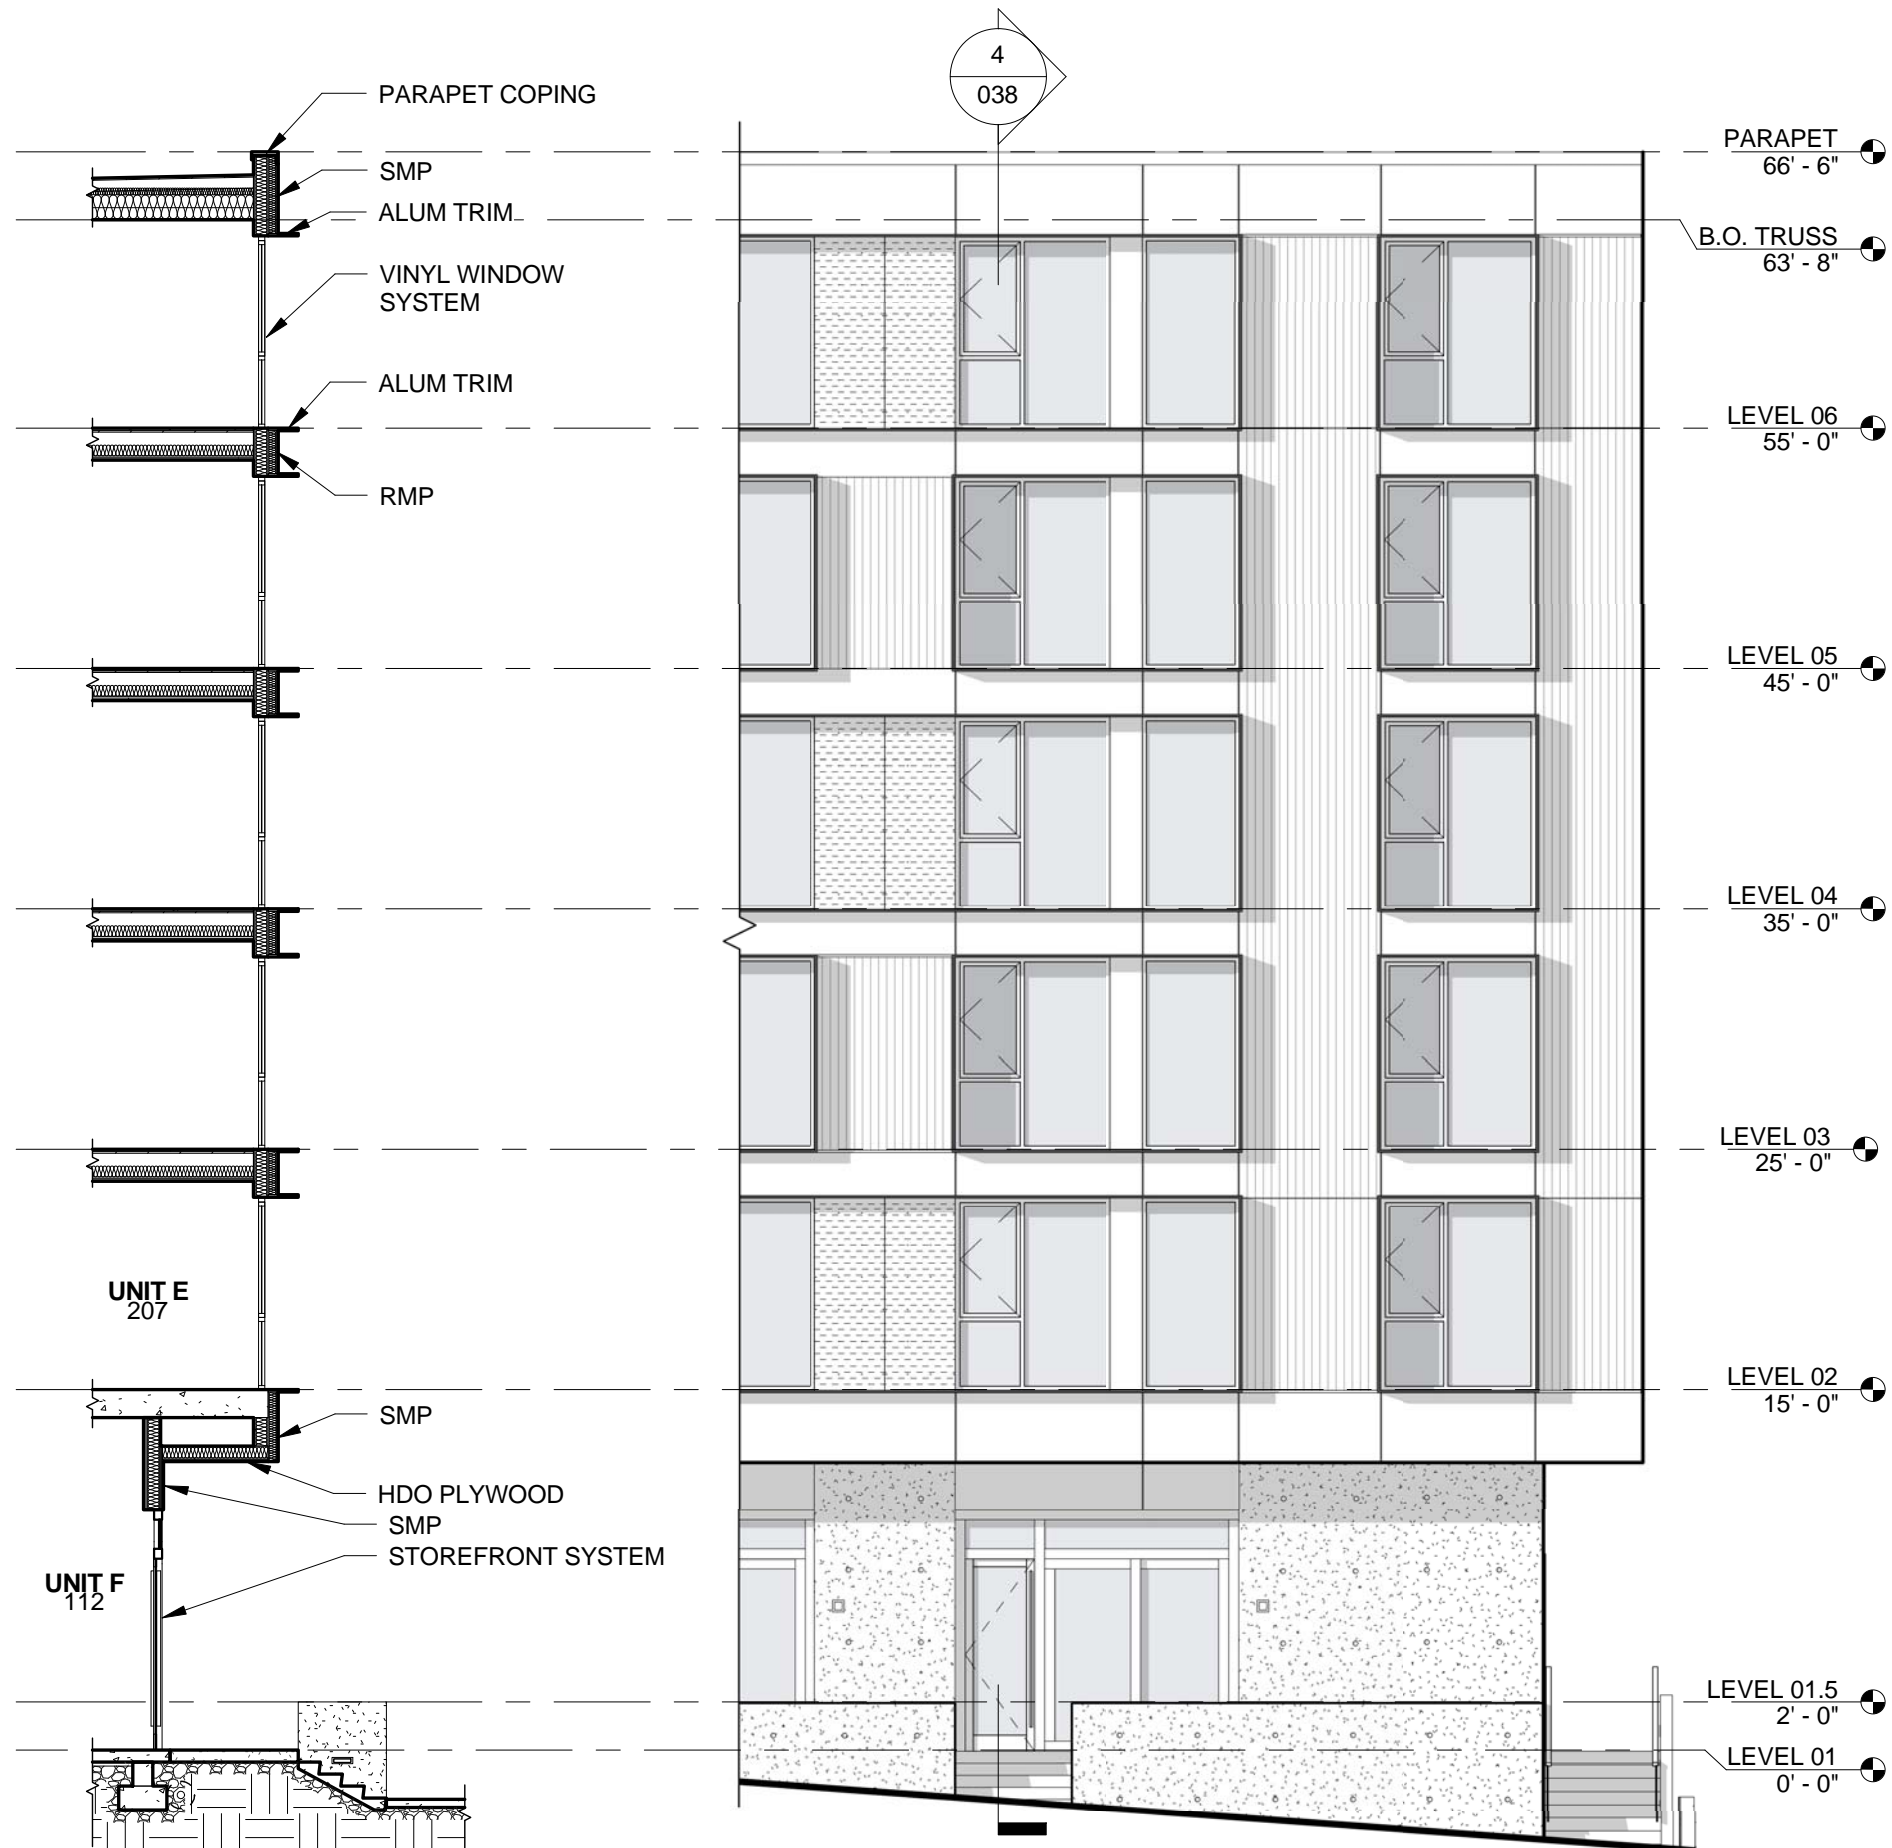 4
038
PARAPET COPING
SMP
ALUM TRIM
VINYL WINDOW
SYSTEM
ALUM TRIM
RMP
UNIT E
207
SMP
HDO PLYWOOD
SMP
STOREFRONT SYSTEM
UNIT F
112
PARAPET
66' - 6"
B.O. TRUSS
63' - 8"
LEVEL 06
55' - 0"
LEVEL 05
45' - 0"
LEVEL 04
35' - 0"
LEVEL 03
25' - 0"
LEVEL 02
15' - 0"
LEVEL 01.5
2' - 0"
LEVEL 01
0' - 0"